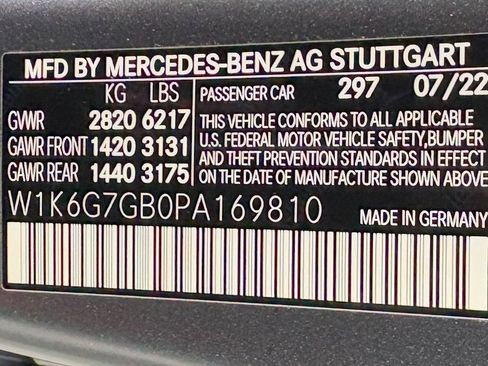 MFD BY MERCEDES-BENZ AG STUTTGART
KG LBS PASSENGER CAR 297 07/22
GVWR 2820 6217 THIS VEHICLE CONFORMS TO ALL APPLICABLE
GAWR FRONT 1420 3131 U.S. FEDERAL MOTOR VEHICLE SAFETY,BUMPER
AND THEFT PREVENTION STANDARDS IN EFFECT
GAWR REAR 1440 3175 ON THE DATE OF MANUFACTURE SHOWN ABOVE.
W1K6G7GB0PA169810 MADE IN GERMANY